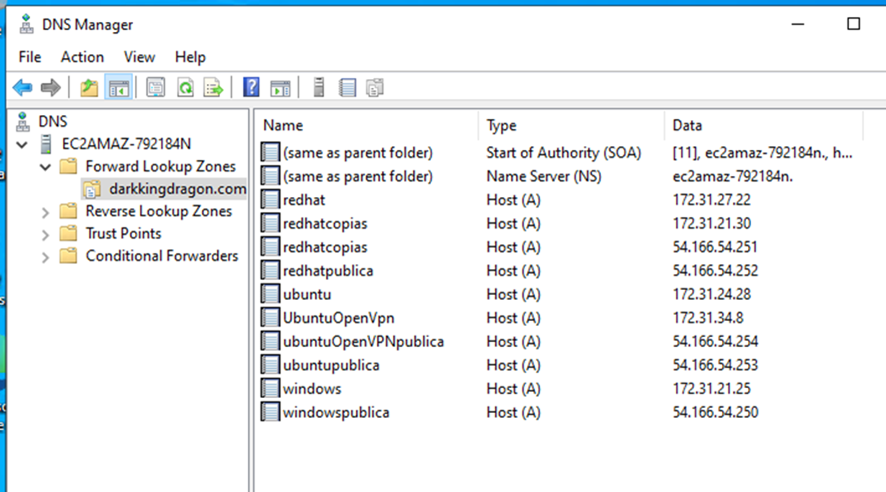 DNS Manager
File Action View Help
DNS
EC2AMAZ-792184N
Forward Lookup Zones
darkkingdragon.com
Reverse Lookup Zones
Trust Points
Conditional Forwarders
Name Type Data
(same as parent folder) Start of Authority (SOA) [11], ec2amaz-792184n., h...
(same as parent folder) Name Server (NS) ec2amaz-792184n.
redhat Host (A) 172.31.27.22
redhatcopias Host (A) 172.31.21.30
redhatcopias Host (A) 54.166.54.251
redhatpublica Host (A) 54.166.54.252
ubuntu Host (A) 172.31.24.28
UbuntuOpenVpn Host (A) 172.31.34.8
ubuntuOpenVPNpublica Host (A) 54.166.54.254
ubuntupublica Host (A) 54.166.54.253
windows Host (A) 172.31.21.25
windowspublica Host (A) 54.166.54.250